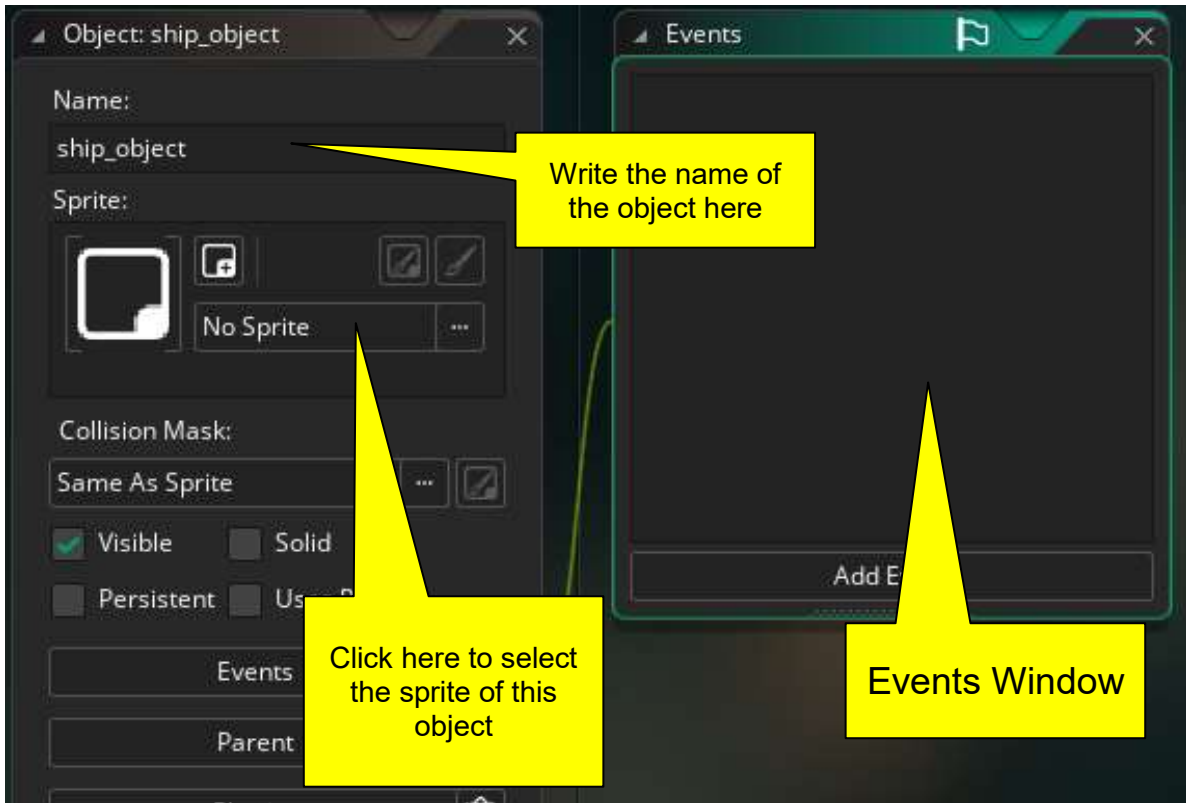 Object: ship_object
Name:
ship_object
Sprite:
No Sprite
Collision Mask:
Same As Sprite
Visible
Solid
Persistent
Events
Parent
Write the name of
the object here
Click here to select
the sprite of this
object
Events
Add
Events Window